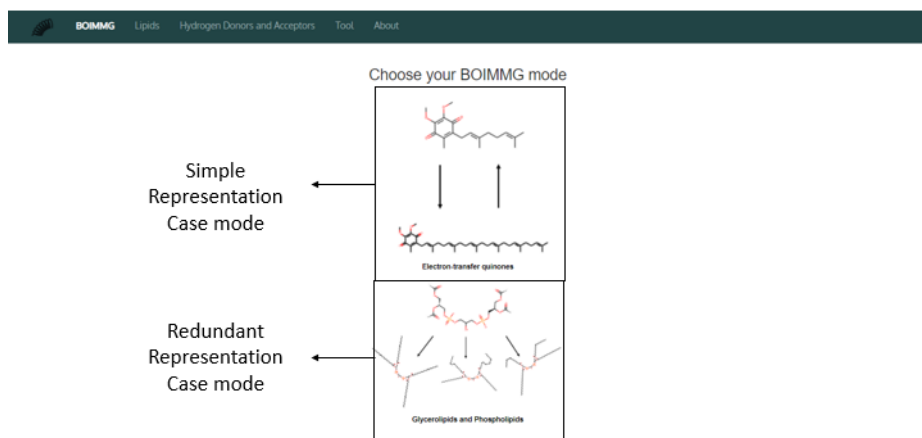 BOIMMG Lipids Hydrogen Donors and Acceptors Tool About
Choose your BOIMMG mode
Simple
Representation
Case mode
Electron-transfer quinones
Redundant
Representation
Case mode
Glycerolipids and Phospholipids